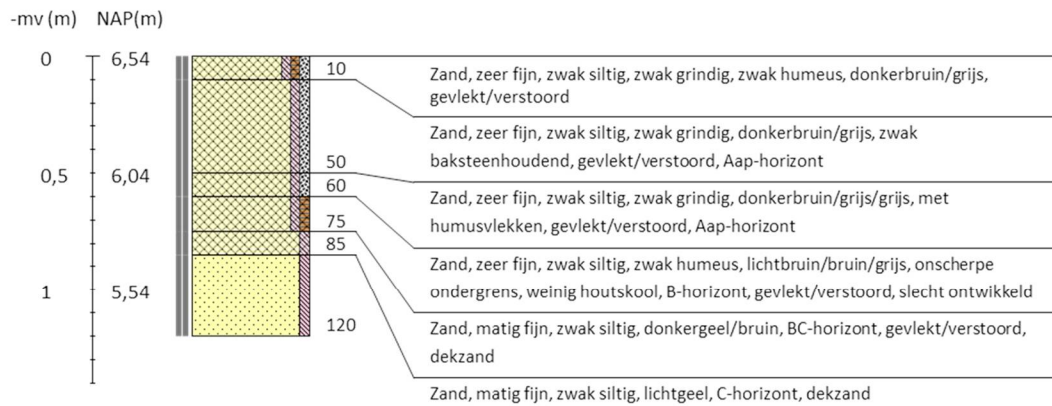 -mv (m) NAP(m)
0 6,54
10
Zand, zeer fijn, zwak siltig, zwak grindig, zwak humeus, donkerbruin/grijs,
gevlekt/verstoord
Zand, zeer fijn, zwak siltig, zwak grindig, donkerbruin/grijs, zwak
baksteenhoudend, gevlekt/verstoord, Aap-horizont
50
0,5 6,04
60
Zand, zeer fijn, zwak siltig, zwak grindig, donkerbruin/grijs/grijs, met
humusvlekken, gevlekt/verstoord, Aap-horizont
75
85
Zand, zeer fijn, zwak siltig, zwak humeus, lichtbruin/bruin/grijs, onscherpe
ondergrens, weinig houtskool, B-horizont, gevlekt/verstoord, slecht ontwikkeld
1 5,54
120
Zand, matig fijn, zwak siltig, donkergeel/bruin, BC-horizont, gevlekt/verstoord,
dekzand
Zand, matig fijn, zwak siltig, lichtgeel, C-horizont, dekzand